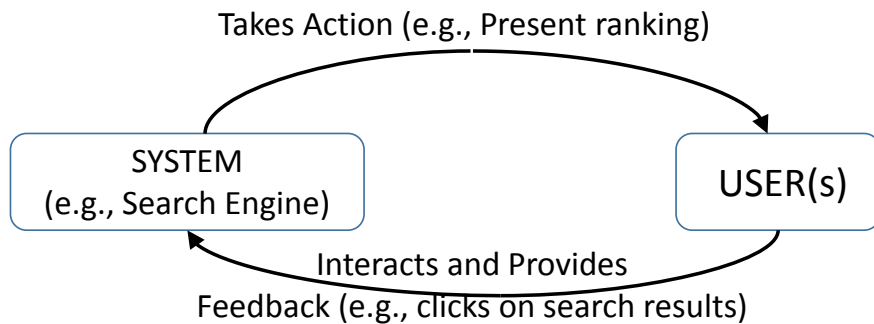 Takes Action (e.g., Present ranking)
SYSTEM
(e.g., Search Engine)
USER(s)
Interacts and Provides
Feedback (e.g., clicks on search results)